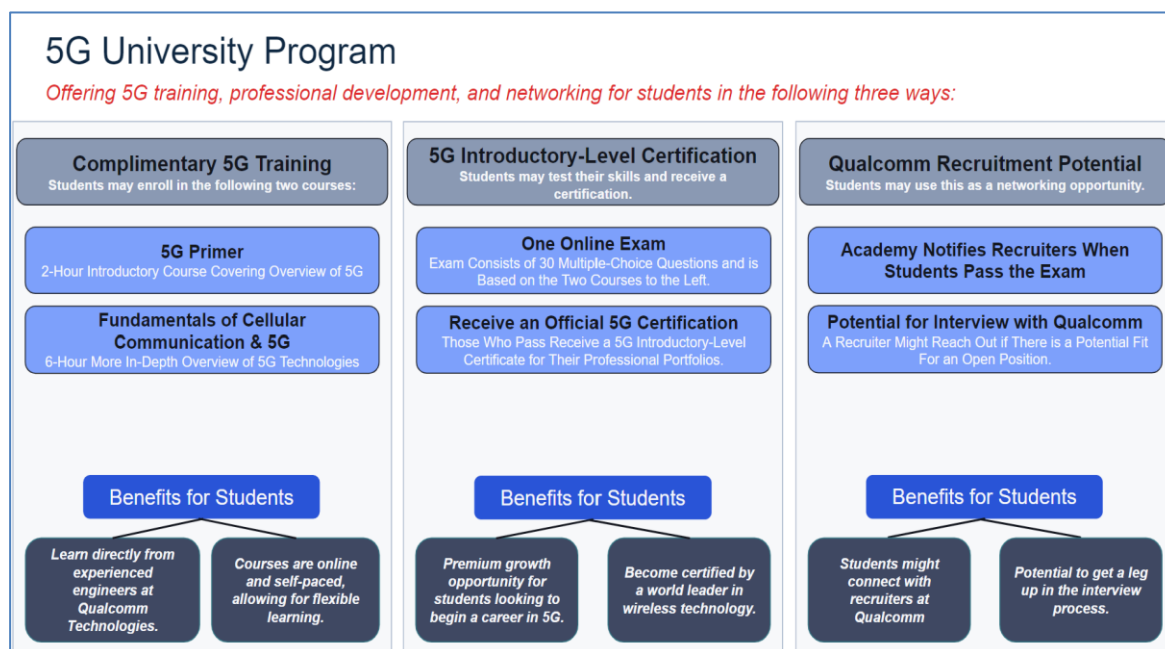 5G University Program
Offering 5G training, professional development, and networking for students in the following three ways:
Complimentary 5G Training
Students may enroll in the following two courses:
5G Primer
2-Hour Introductory Course Covering Overview of 5G
Fundamentals of Cellular
Communication & 5G
6-Hour More In-Depth Overview of 5G Technologies
Benefits for Students
Learn directly from
experienced
engineers at
Qualcomm
Technologies.
Courses are online
and self-paced,
allowing for flexible
learning.
5G Introductory-Level Certification
Students may test their skills and receive a
certification.
One Online Exam
Exam Consists of 30 Multiple-Choice Questions and is
Based on the Two Courses to the Left.
Receive an Official 5G Certification
Those Who Pass Receive a 5G Introductory-Level
Certificate for Their Professional Portfolios.
Benefits for Students
Premium growth
opportunity for
students looking to
begin a career in 5G.
Become certified by
a world leader in
wireless technology.
Qualcomm Recruitment Potential
Students may use this as a networking opportunity.
Academy Notifies Recruiters When
Students Pass the Exam
Potential for Interview with Qualcomm
A Recruiter Might Reach Out if There is a Potential Fit
For an Open Position.
Benefits for Students
Students might
connect with
recruiters at
Qualcomm
Potential to get a leg
up in the interview
process.